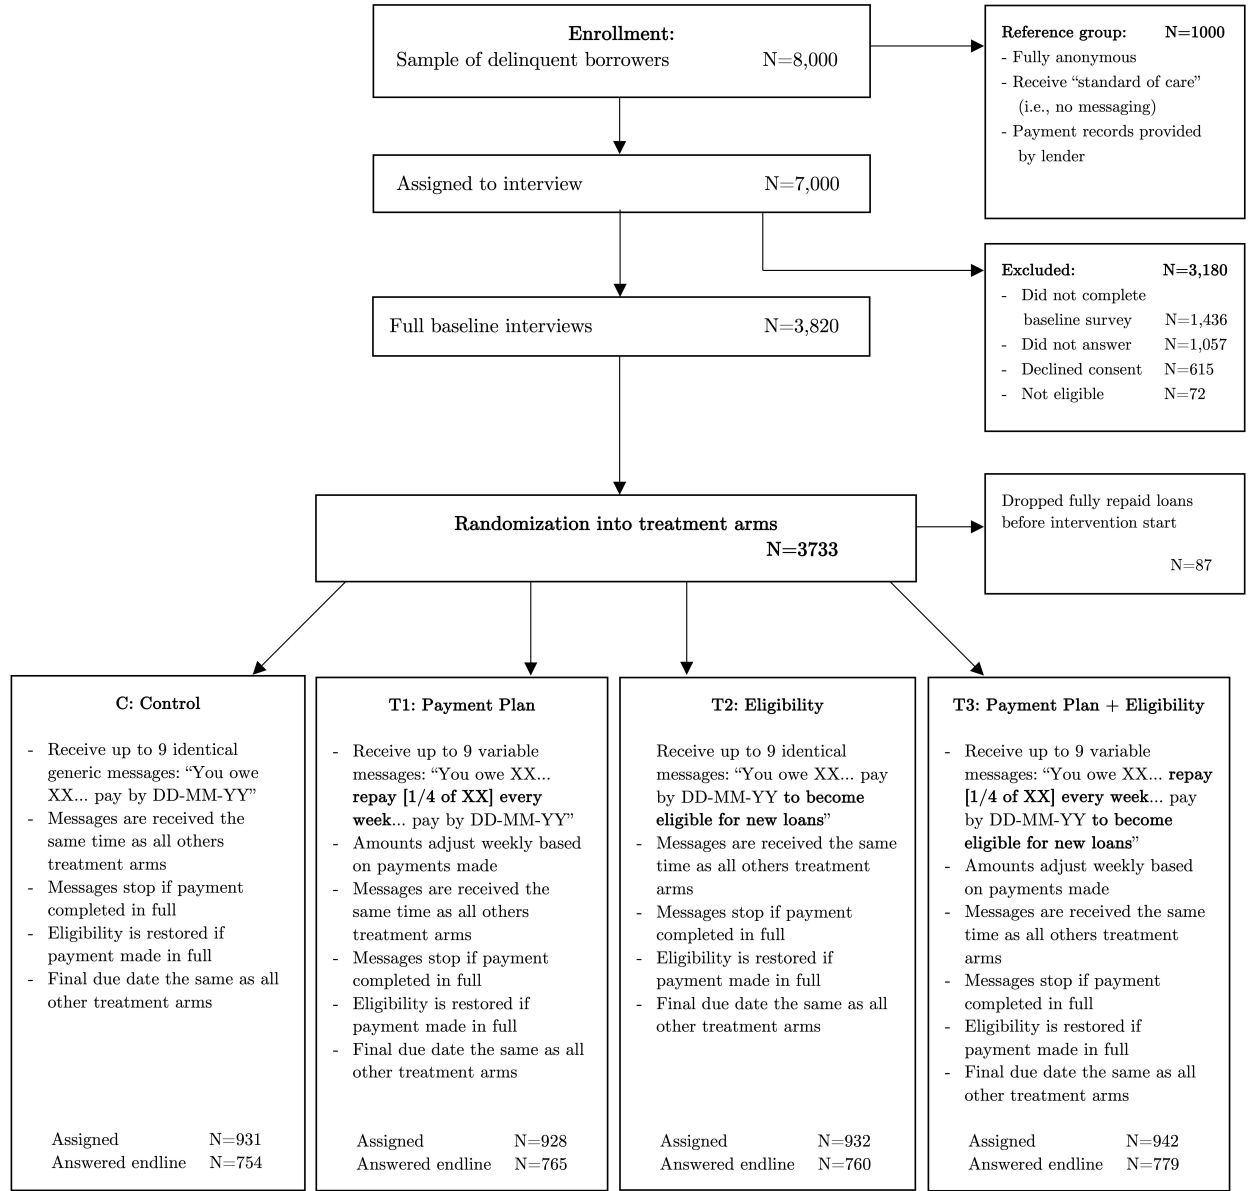 Enrollment:
Sample of delinquent borrowers N=8,000
Reference group: N=1000
- Fully anonymous
- Receive “standard of care”
(i.e., no messaging)
- Payment records provided
by lender
Assigned to interview N=7,000
Excluded: N=3,180
- Did not complete
baseline survey N=1,436
- Did not answer N=1,057
- Declined consent N=615
- Not eligible N=72
Full baseline interviews N=3,820
Randomization into treatment arms
N=3733
Dropped fully repaid loans
before intervention start
N=87
C: Control
- Receive up to 9 identical
generic messages: “You owe
XX... pay by DD-MM-YY”
- Messages are received the
same time as all others
treatment arms
- Messages stop if payment
completed in full
- Eligibility is restored if
payment made in full
- Final due date the same as all
other treatment arms
Assigned N=931
Answered endline N=754
T1: Payment Plan
- Receive up to 9 variable
messages: “You owe XX...
repay [1/4 of XX] every
week... pay by DD-MM-YY”
- Amounts adjust weekly based
on payments made
- Messages are received the
same time as all others
treatment arms
- Messages stop if payment
completed in full
- Eligibility is restored if
payment made in full
- Final due date the same as all
other treatment arms
Assigned N=928
Answered endline N=765
T2: Eligibility
Receive up to 9 identical
messages: “You owe XX... pay
by DD-MM-YY to become
eligible for new loans”
- Messages are received the same
time as all others treatment
arms
- Messages stop if payment
completed in full
- Eligibility is restored if
payment made in full
- Final due date the same as all
other treatment arms
Assigned N=932
Answered endline N=760
T3: Payment Plan + Eligibility
- Receive up to 9 variable
messages: “You owe XX... repay
[1/4 of XX] every week... pay
by DD-MM-YY to become
eligible for new loans”
- Amounts adjust weekly based
on payments made
- Messages are received the same
time as all others treatment
arms
- Messages stop if payment
completed in full
- Eligibility is restored if
payment made in full
- Final due date the same as all
other treatment arms
Assigned N=942
Answered endline N=779